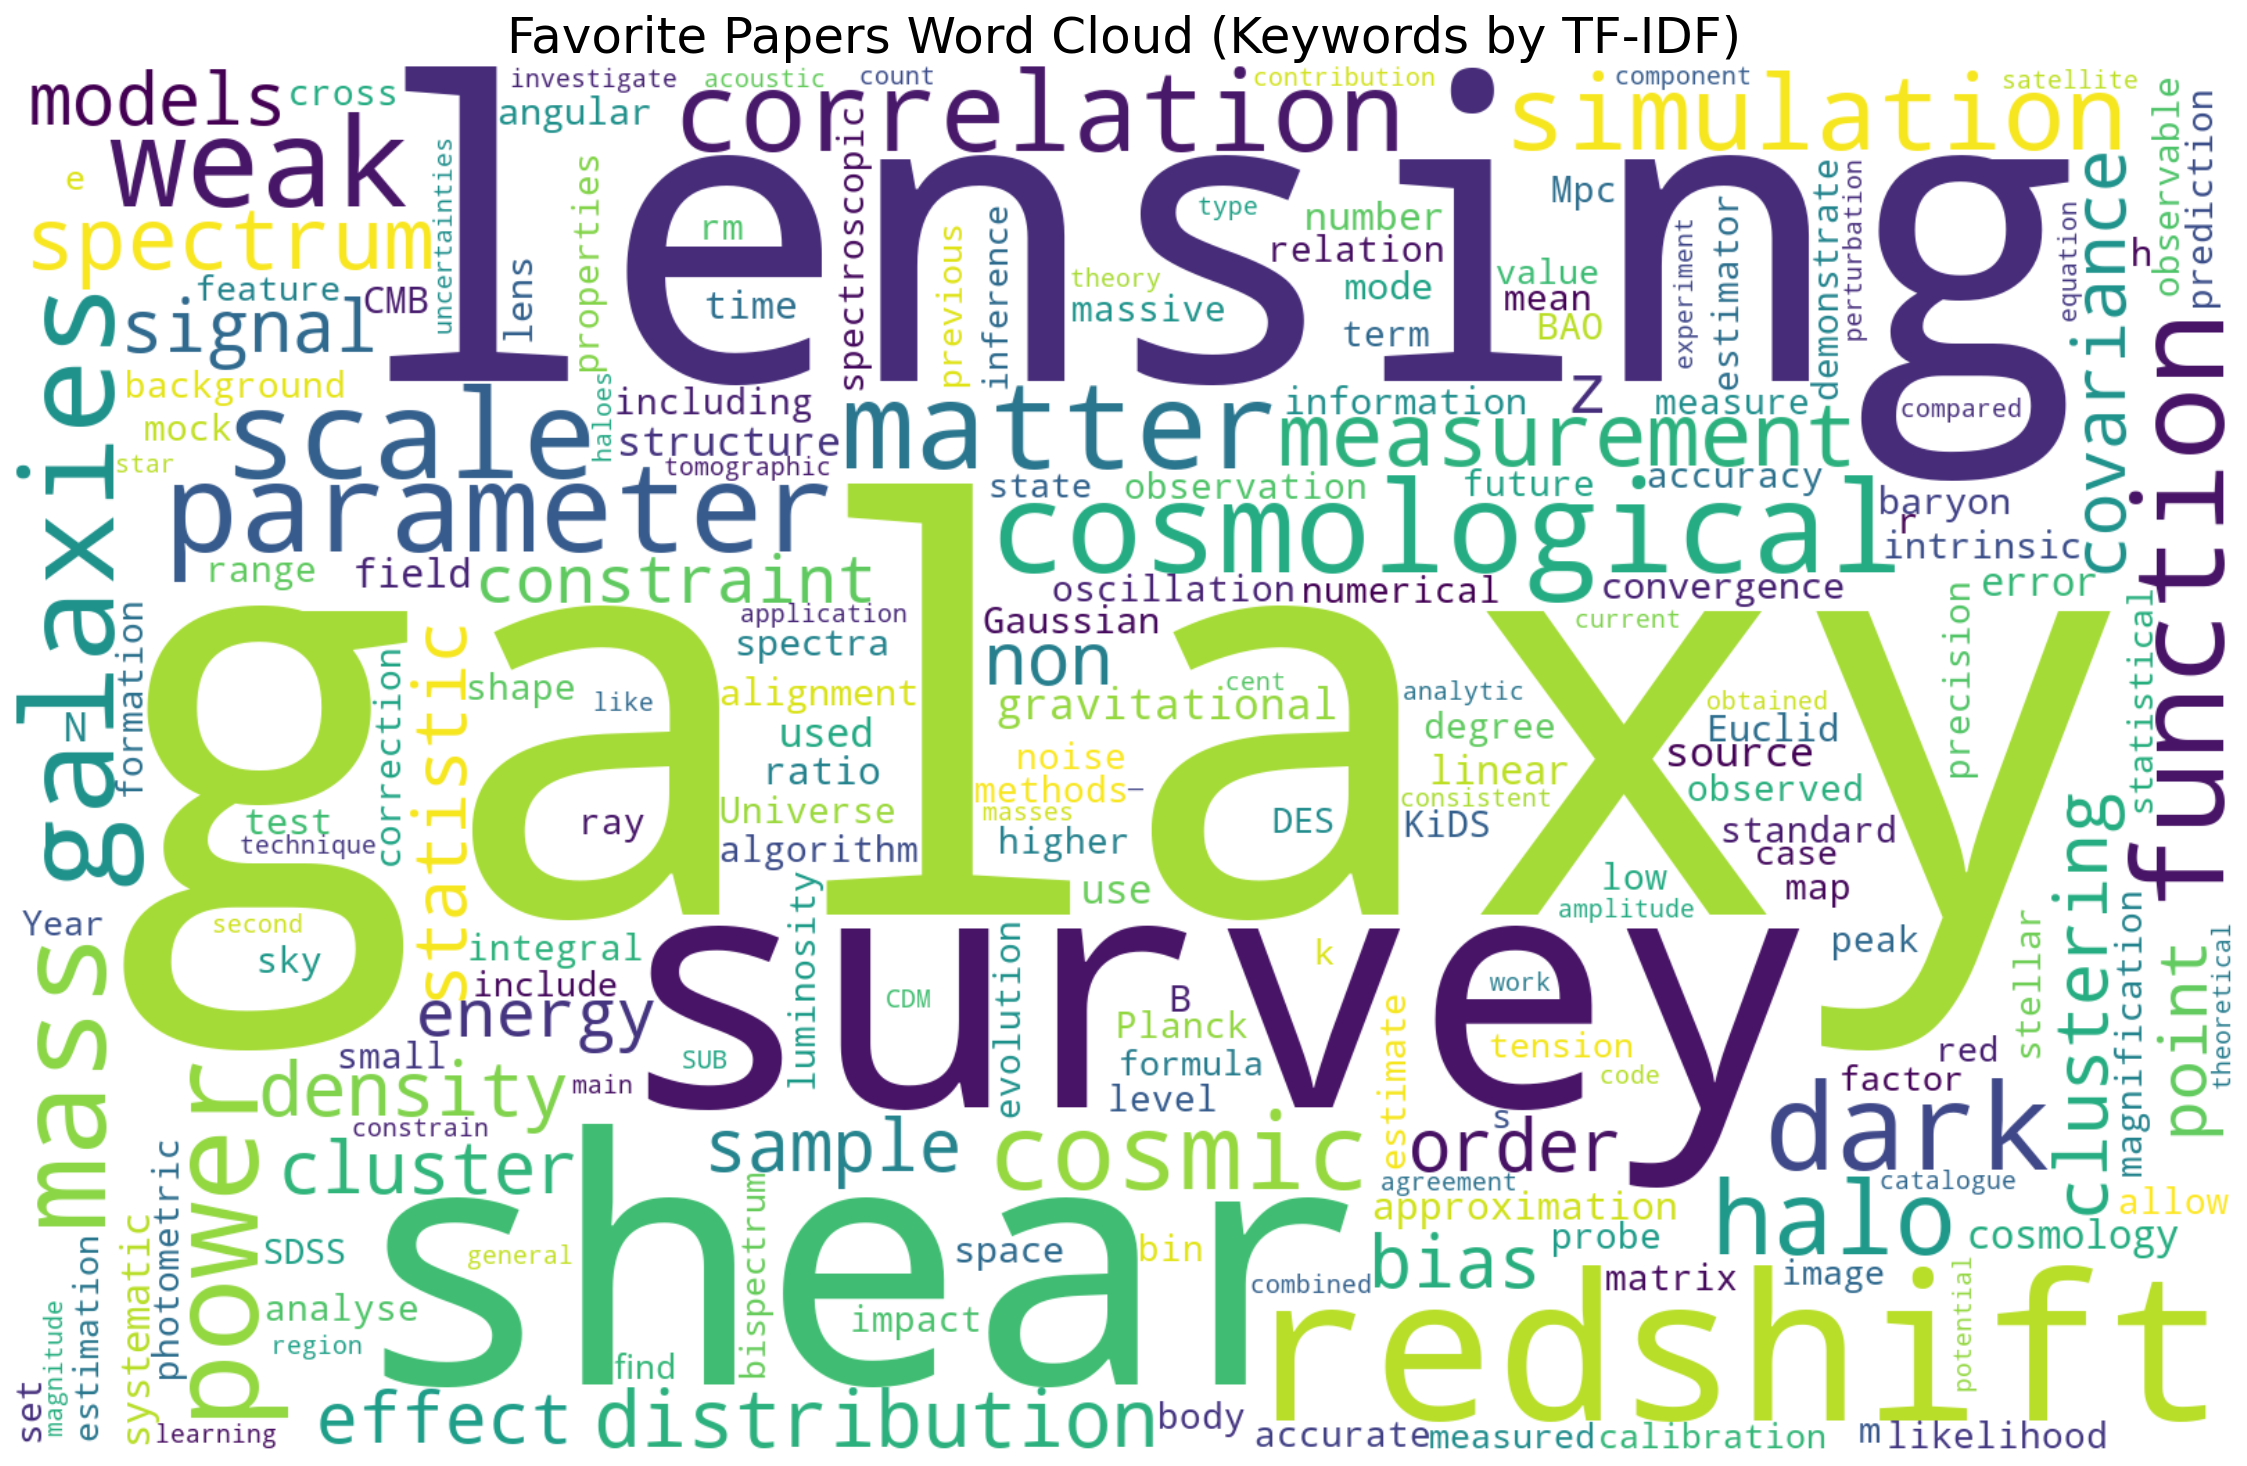 Favorite Papers Word Cloud (Keywords by TF-IDF)
models
cross
investigate
acoustic
count
contribution
component
satellite
angular
correlation
simulation
weak
lensing
e
spectrum
uncertainties
properties
spectroscopic
rm
type
number
relation
Mpc
estimator
experiment
demonstrate
perturbation
equation
covariance
h
observable
prediction
feature
CMB
lens
time
previous
inference
theory
massive
mode
term
value
mean
BAO
signal
galaxies
background
mock
star
scale
haloes
including
structure
tomographic
matter
information
z
measure
measurement
compared
function
parameter
state
observation
future
accuracy
baryon
r
intrinsic
cosmological
range
field
constraint
oscillation
numerical
convergence
error
formation
N
galaxy
correction
statistic
application
spectra
Gaussian
non
current
precision
statistical
shape
like
alignment
gravitational
cent
analytic
degree
obtained
Euclid
used
ratio
noise
methods
–
masses
linear
consistent
source
observed
test
technique
ray
Universe
algorithm
higher
DES
KiDS
standard
case
map
use
low
amplitude
Year
second
sky
mass
integral
include
energy
luminosity
survey
evolution
CDM
k
B
work
peak
stellar
clustering
magnification
point
theoretical
small
SUB
main
Planck
formula
level
estimate
tension
code
s
red
factor
power
density
constrain
cluster
sample
cosmic
order
dark
agreement
catalogue
allow
photometric
systematic
estimation
SDSS
general
shear
bispectrum
space
bin
approximation
bias
probe
halo
cosmology
combined
matrix
image
analyse
region
impact
redshift
potential
find
set
magnitude
learning
effect
distribution
body
accurate
measured
calibration
m
likelihood